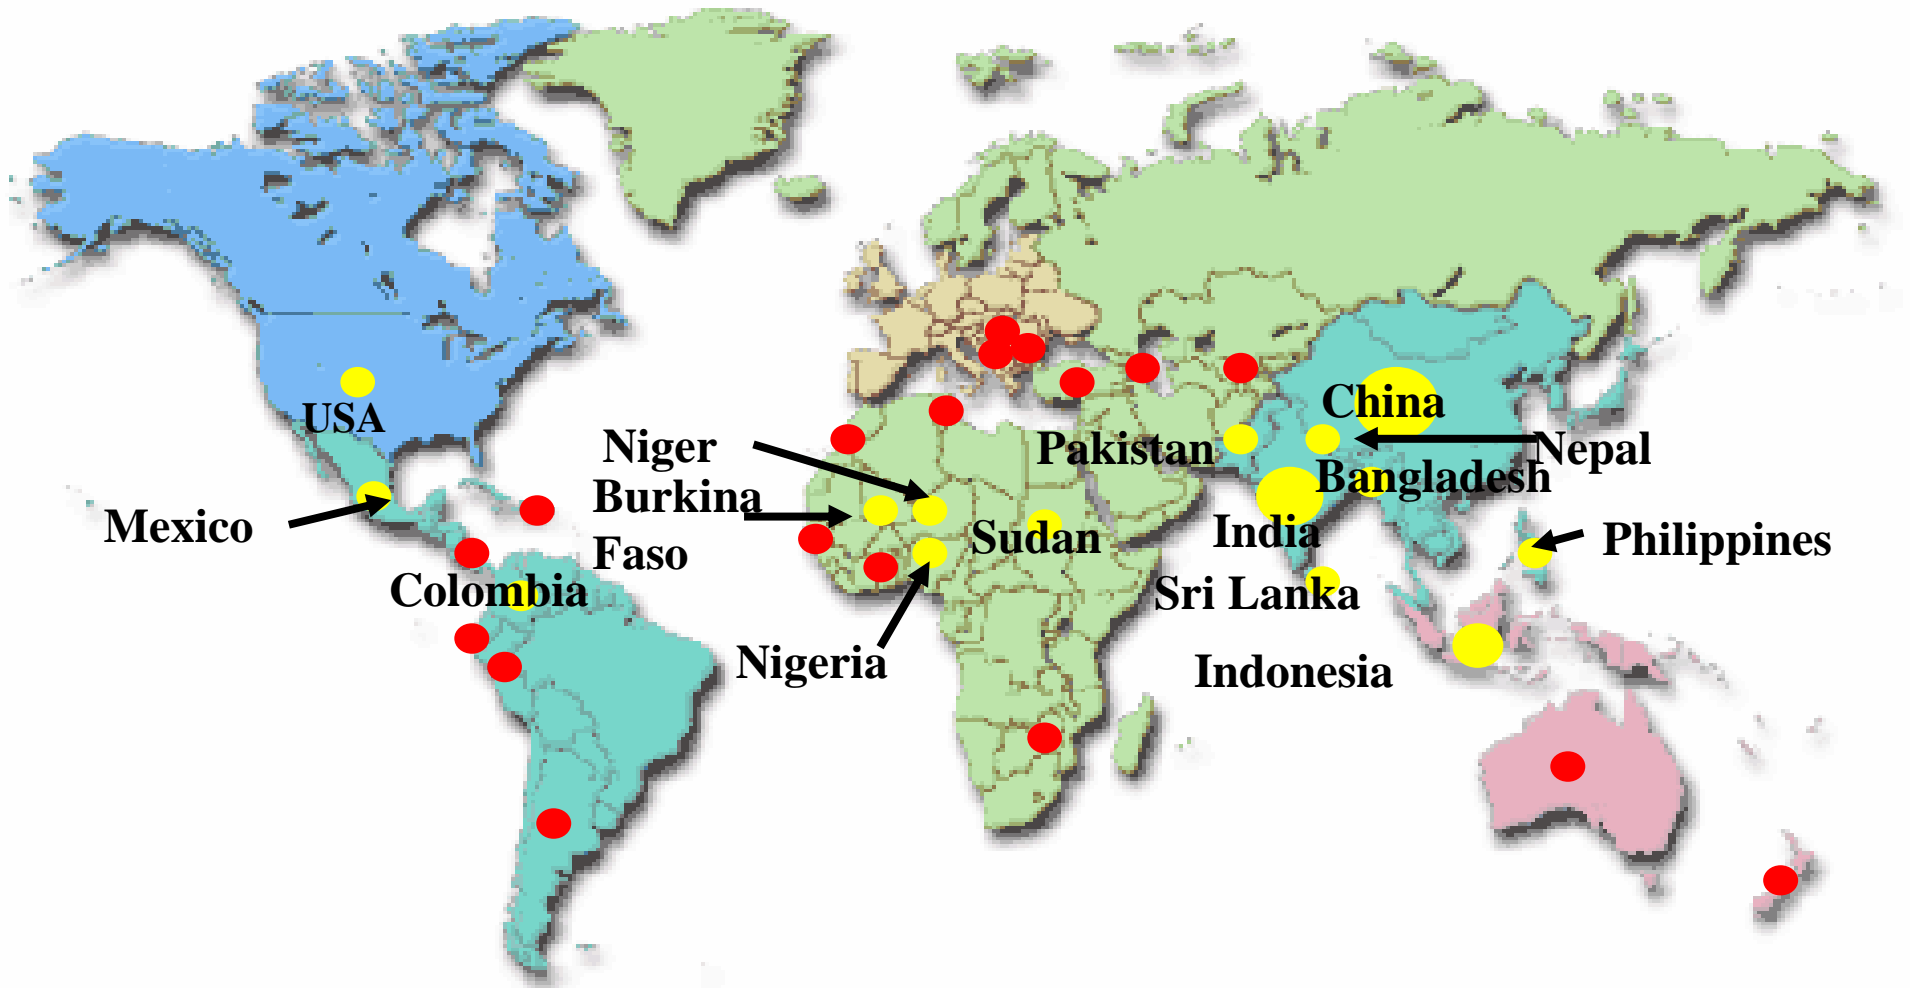 China
USA
Niger
Pakistan
Nepal
Bangladesh
Burkina
Faso
Mexico
Sudan
India
Philippines
Colombia
Sri Lanka
Nigeria
Indonesia